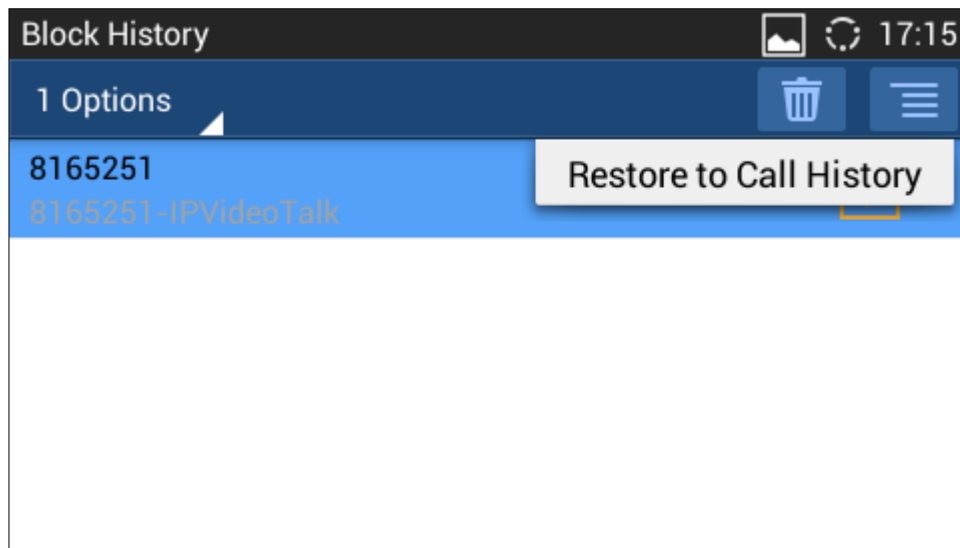 Block History
17:15
1 Options
8165251
Restore to Call History
8165251-IPVideoTalk